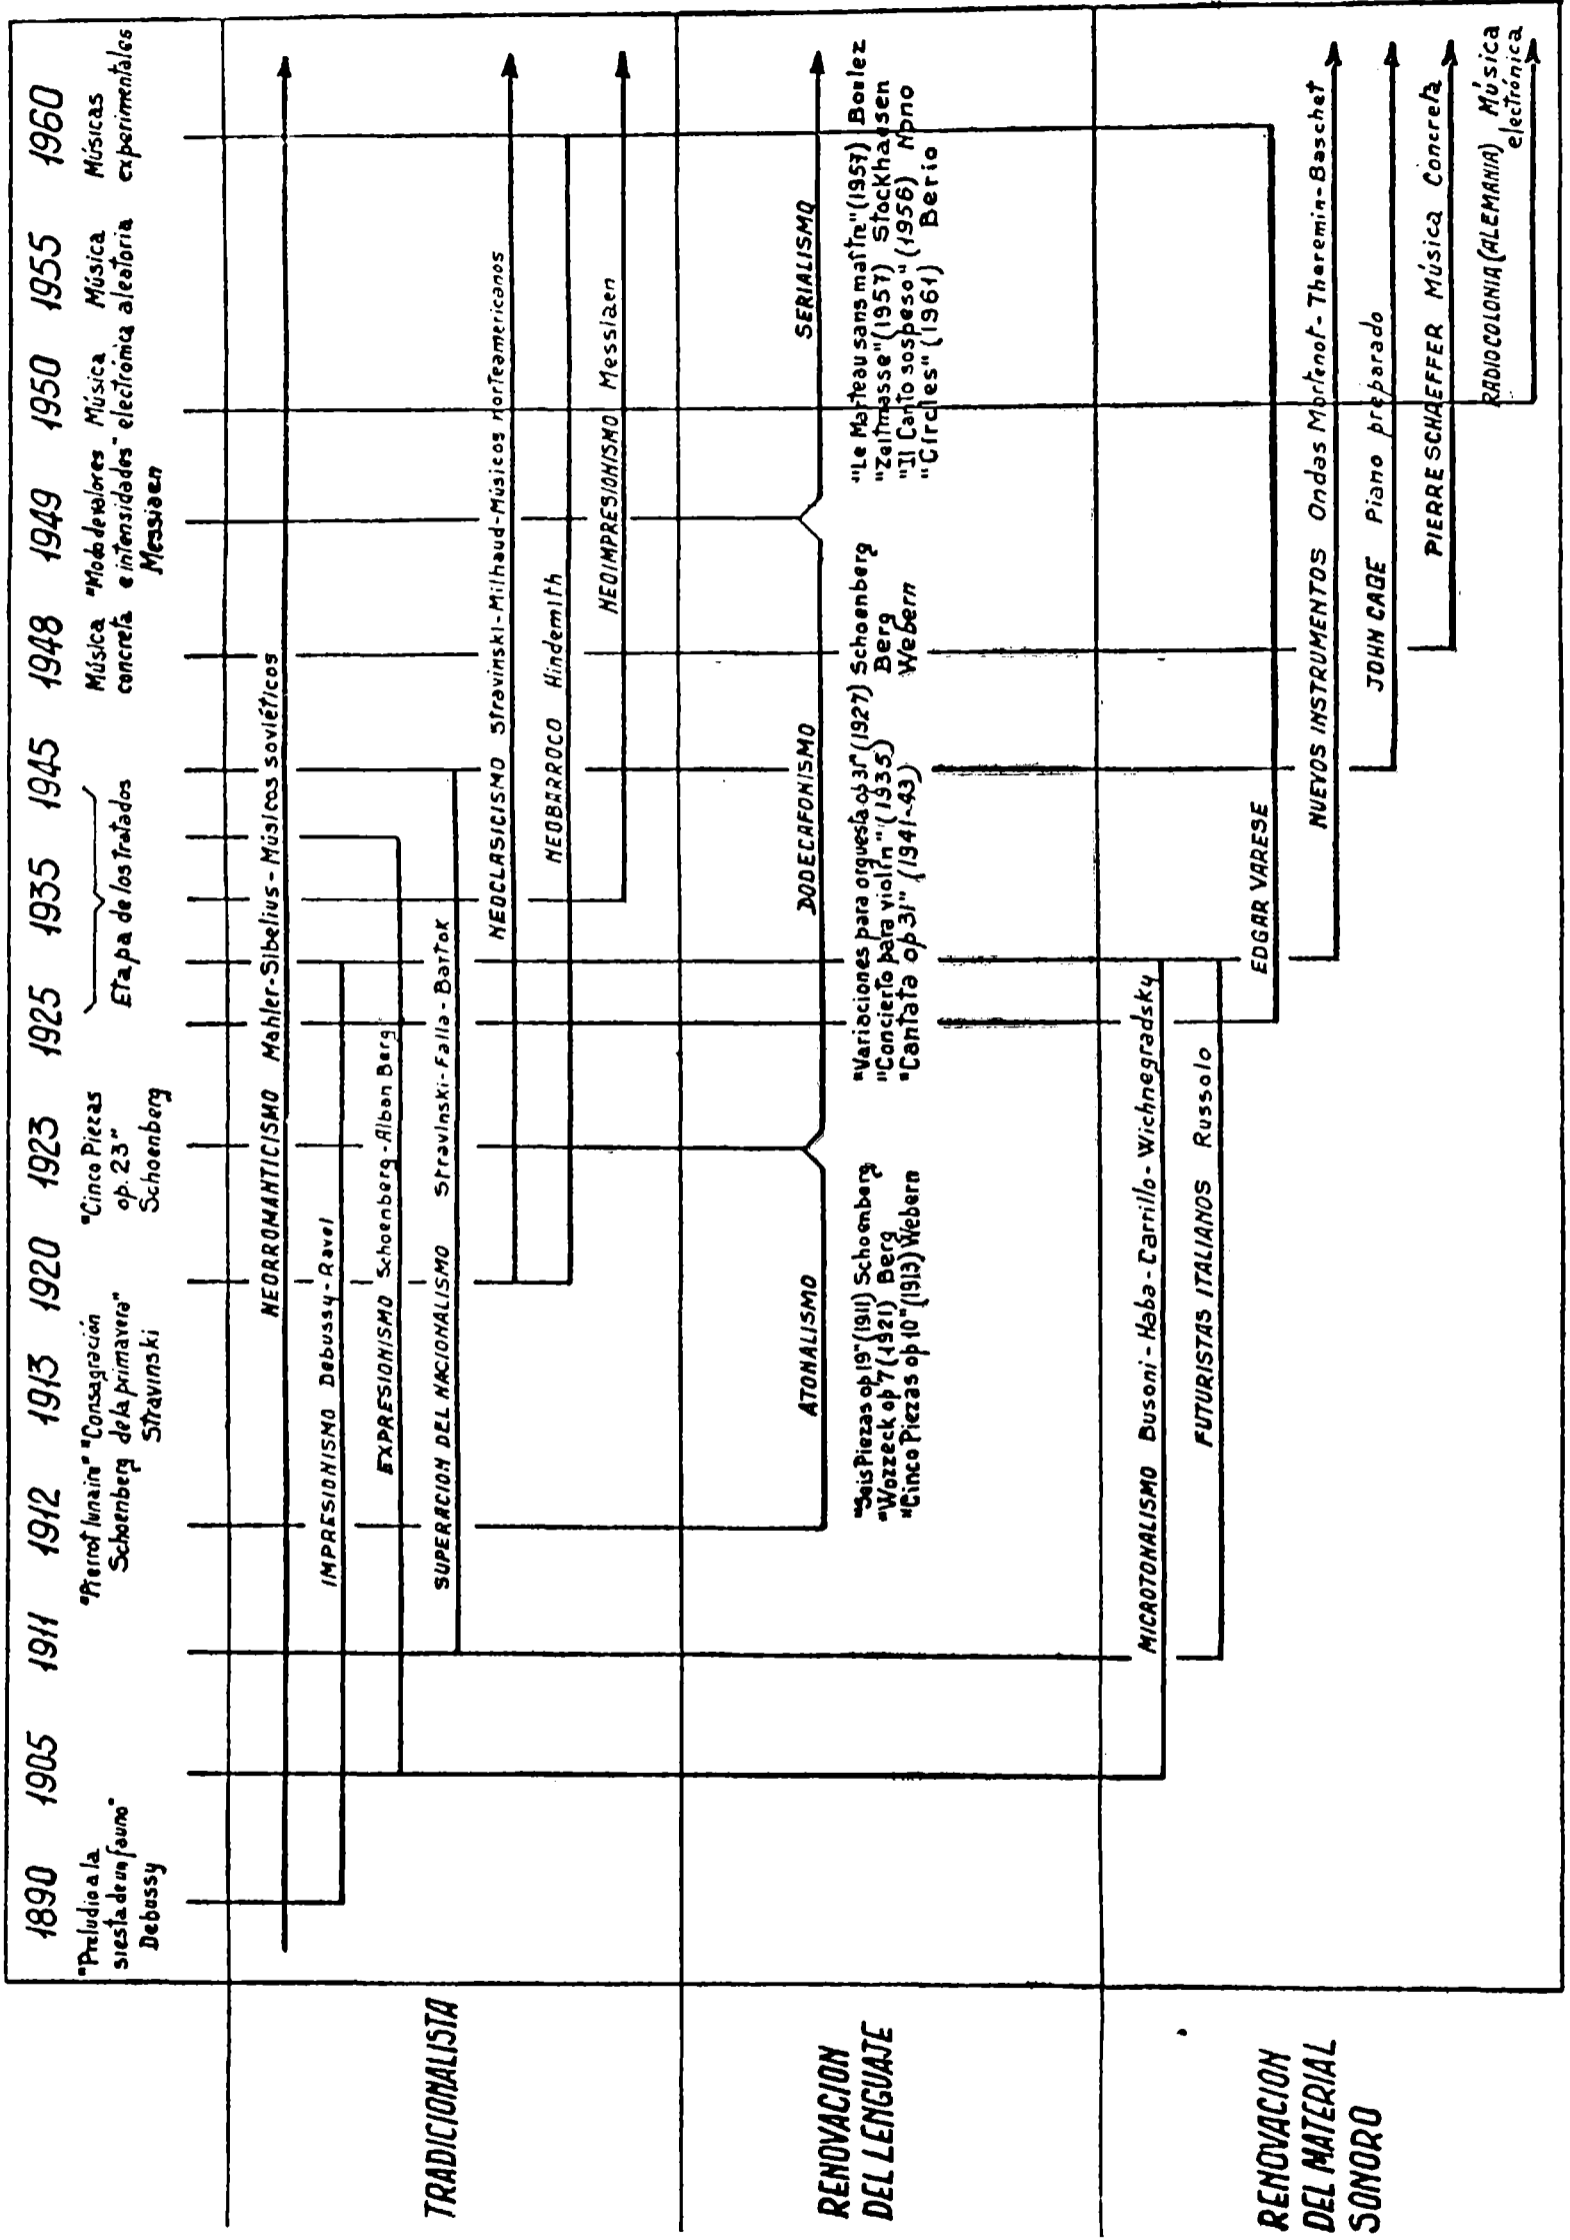 1890 1905 1911 1912 1913 1920 1923 1925 1935 1945 1948 1949 1950 1955 1960
"Preludio a la
siesta de un fauno"
Debussy
"Pierrot lunaire"
Schoenberg
"Consagración
de la primavera"
Stravinski
"Cinco Piezas
op. 23"
Schoenberg
Etapa de los tratados
Música
concreta
"Modo de valores
e intensidades"
Messiaen
Música
electrónica
Música
aleatoria
Músicas
experimentales
TRADICIONALISTA
NEORROMANTICISMO Mahler-Sibelius-Músicos soviéticos
IMPRESIONISMO Debussy-Ravel
EXPRESIONISMO Schoenberg-Alban Berg
SUPERACION DEL NACIONALISMO Stravinski-Falla-Bartok
NEOCLASICISMO Stravinski-Milhaud-Músicos norteamericanos
NEOBARROCO Hindemith
NEOIMPRESIONISMO Messiaen
RENOVACION
DEL LENGUAJE
ATONALISMO
"Seis Piezas op 19" (1911) Schoenberg
"Wozzeck op 7 (1921) Berg
"Cinco Piezas op 10" (1913) Webern
DODECAFONISMO
"Variaciones para orquesta op 31" (1927) Schoenberg
"Concierto para violín" (1935) Berg
"Cantata op 31" (1941-43) Webern
SERIALISMO
"Le Marteau sans maître" (1957) Boulez
"Zeitmasse" (1957) Stockhausen
"Il Canto sospeso" (1956) Nono
"Circles" (1961) Berio
RENOVACION
DEL MATERIAL
SONORO
MICROTONALISMO Busoni-Haba-Carrillo-Wichnegradsky
FUTURISTAS ITALIANOS Russolo
EDGAR VARESE
NUEVOS INSTRUMENTOS Ondas Mortenot-Theremin-Baschet
JOHN CAGE Piano preparado
PIERRE SCHAEFFER Música Concreta
RADIO COLONIA (ALEMANIA) Música
electrónica